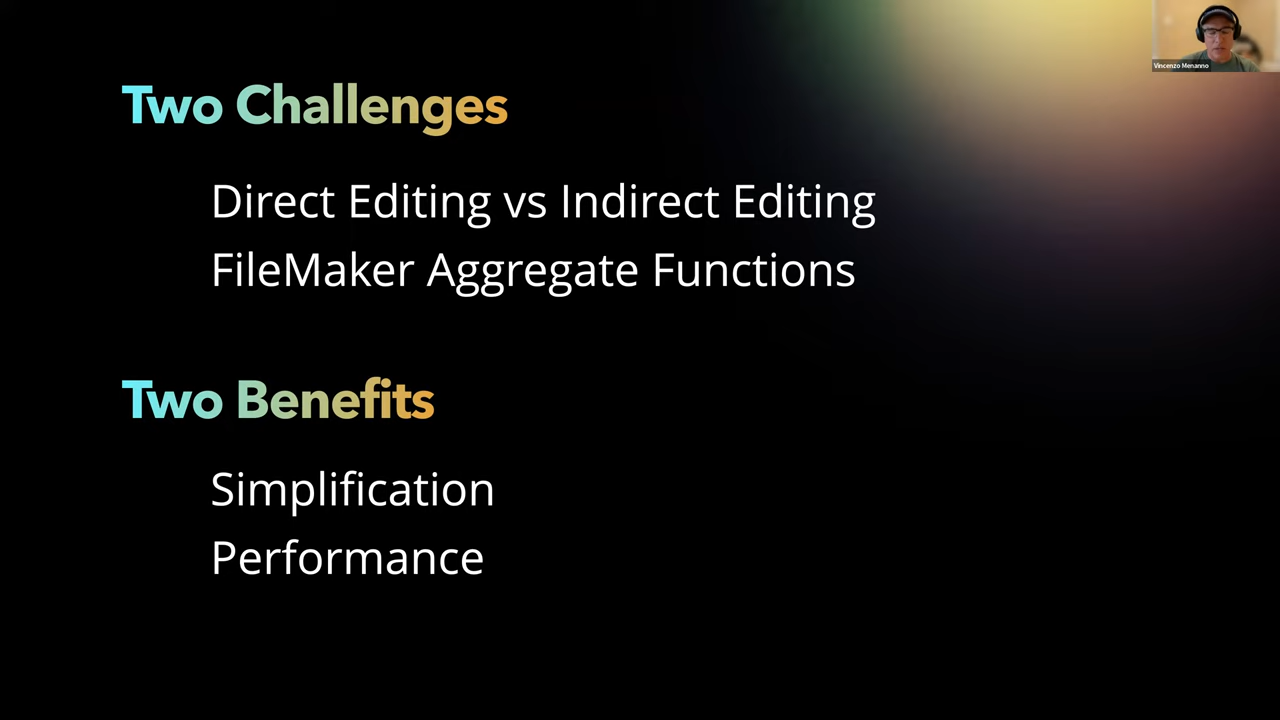 Vincenzo Menanno
Two Challenges
Direct Editing vs Indirect Editing
FileMaker Aggregate Functions
Two Benefits
Simplification
Performance